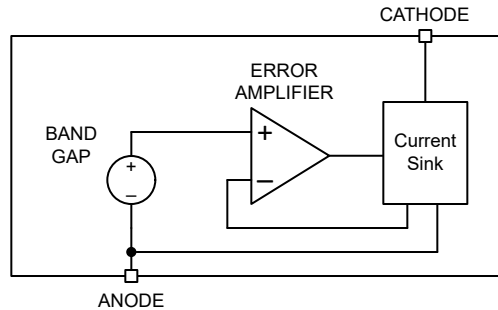 CATHODE
ERROR
AMPLIFIER
BAND
GAP
+
–
+
–
Current
Sink
ANODE